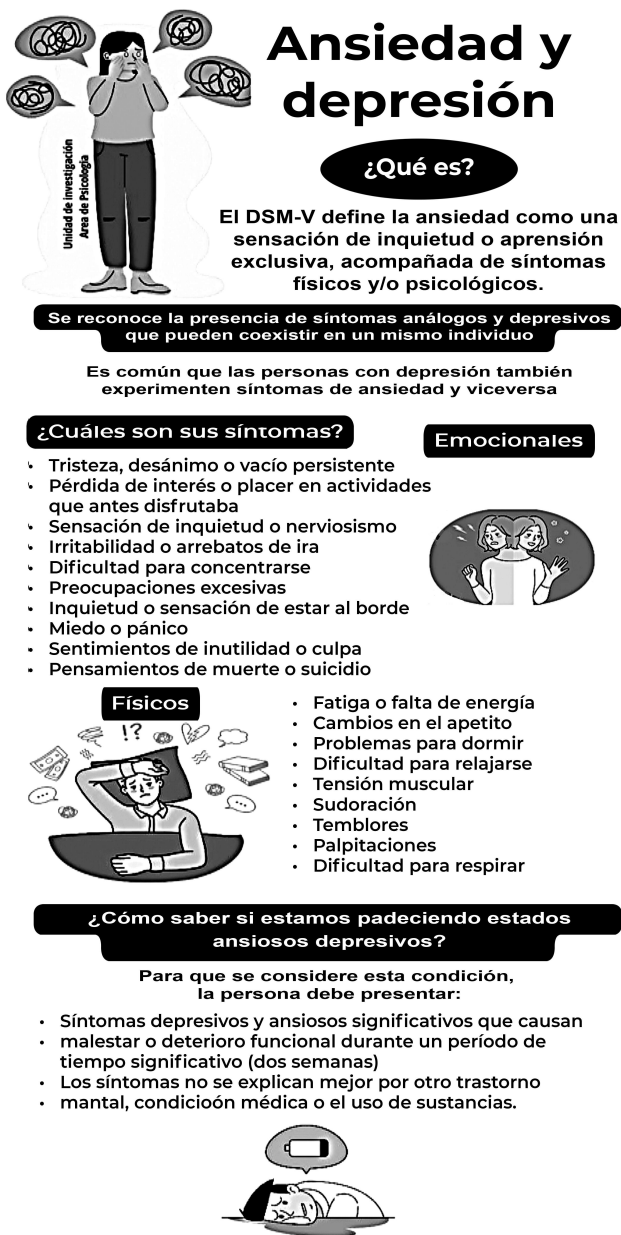 Ansiedad y
depresión
Unidad de investigación
Area de Psicología
¿Qué es?
El DSM-V define la ansiedad como una
sensación de inquietud o aprensión
exclusiva, acompañada de síntomas
físicos y/o psicológicos.
Se reconoce la presencia de síntomas análogos y depresivos
que pueden coexistir en un mismo individuo
Es común que las personas con depresión también
experimenten síntomas de ansiedad y viceversa
¿Cuáles son sus síntomas?
Emocionales
• Tristeza, desánimo o vacío persistente
• Pérdida de interés o placer en actividades
que antes disfrutaba
• Sensación de inquietud o nerviosismo
• Irritabilidad o arrebatos de ira
• Dificultad para concentrarse
• Preocupaciones excesivas
• Inquietud o sensación de estar al borde
• Miedo o pánico
• Sentimientos de inutilidad o culpa
• Pensamientos de muerte o suicidio
Físicos
!?
• Fatiga o falta de energía
• Cambios en el apetito
• Problemas para dormir
• Dificultad para relajarse
• Tensión muscular
• Sudoración
• Temblores
• Palpitaciones
• Dificultad para respirar
¿Cómo saber si estamos padeciendo estados
ansiosos depresivos?
Para que se considere esta condición,
la persona debe presentar:
• Síntomas depresivos y ansiosos significativos que causan
• malestar o deterioro funcional durante un período de
tiempo significativo (dos semanas)
• Los síntomas no se explican mejor por otro trastorno
• mantal, condicioón médica o el uso de sustancias.